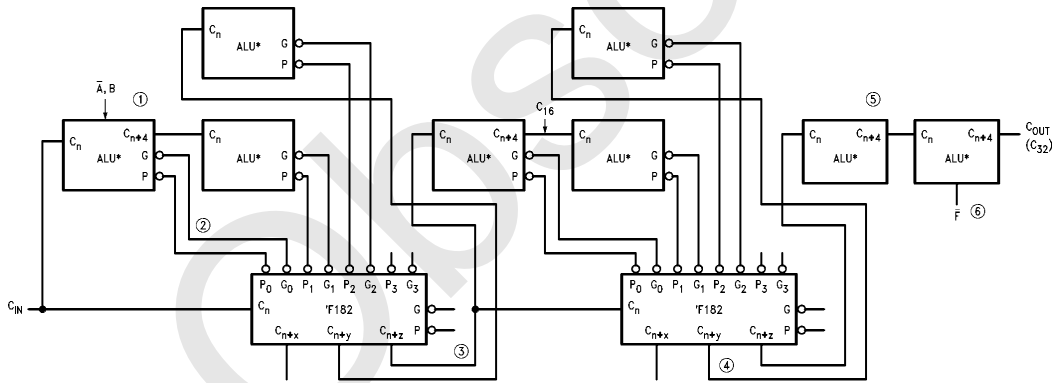 Cn
ALU*
G
P
Cn
ALU*
G
P
Ā, B
①
Cn
Cn+4
ALU*
G
P
Cn
ALU*
G
P
Cn
Cn+4
ALU*
G
P
C16
Cn
ALU*
G
P
⑤
Cn
Cn+4
ALU*
Cn
Cn+4
ALU*
COUT
(C32)
F̄
⑥
②
P0 G0 P1 G1 P2 G2 P3 G3
Cn
'F182
G
P
Cn+x Cn+y Cn+z
③
CIN
P0 G0 P1 G1 P2 G2 P3 G3
Cn
'F182
G
P
Cn+x Cn+y Cn+z
④